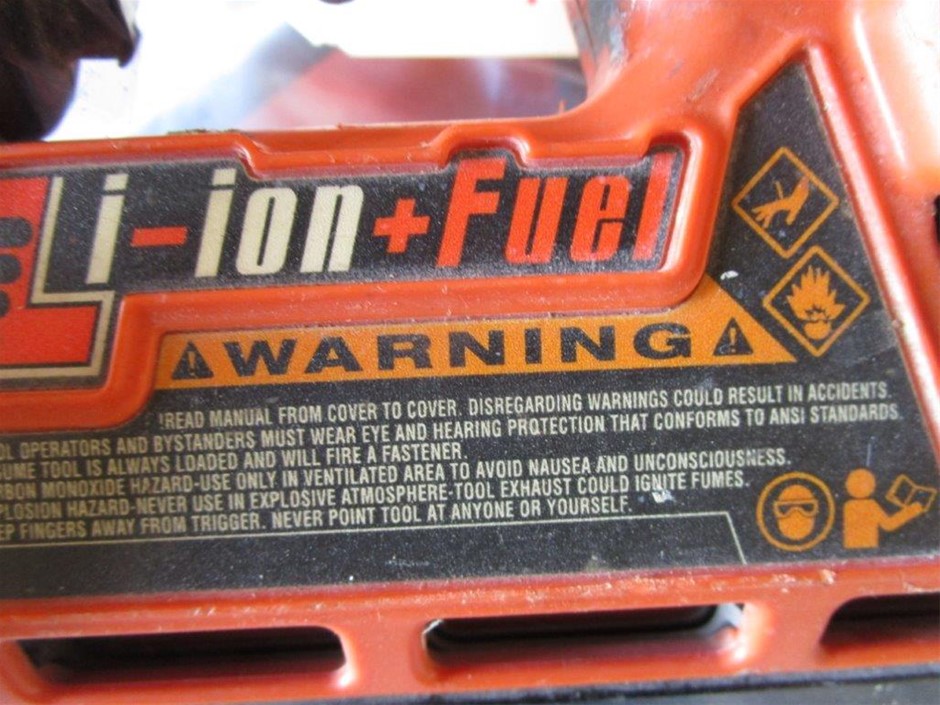 Li-ion+Fuel
WARNING
!READ MANUAL FROM COVER TO COVER. DISREGARDING WARNINGS COULD RESULT IN ACCIDENTS.
OPERATORS AND BYSTANDERS MUST WEAR EYE AND HEARING PROTECTION THAT CONFORMS TO ANSI STANDARDS.
TOOL IS ALWAYS LOADED AND WILL FIRE A FASTENER.
MONOXIDE HAZARD-USE ONLY IN VENTILATED AREA TO AVOID NAUSEA AND UNCONSCIOUSNESS.
HAZARD-NEVER USE IN EXPLOSIVE ATMOSPHERE-TOOL EXHAUST COULD IGNITE FUMES.
FINGERS AWAY FROM TRIGGER. NEVER POINT TOOL AT ANYONE OR YOURSELF.